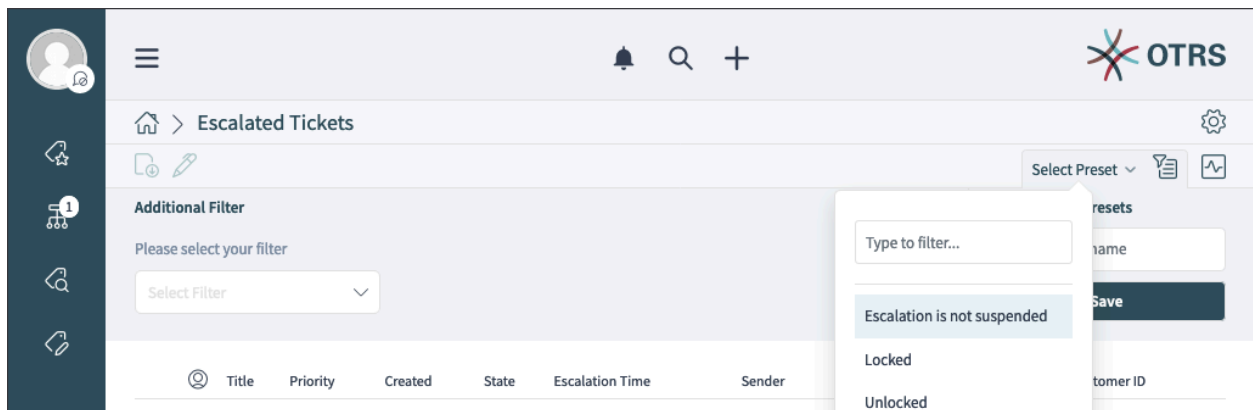 OTRS
Escalated Tickets
Select Preset
1
Additional Filter
resets
Please select your filter
Type to filter...
name
Select Filter
Save
Escalation is not suspended
Locked
Title Priority Created State Escalation Time Sender tomer ID
Unlocked